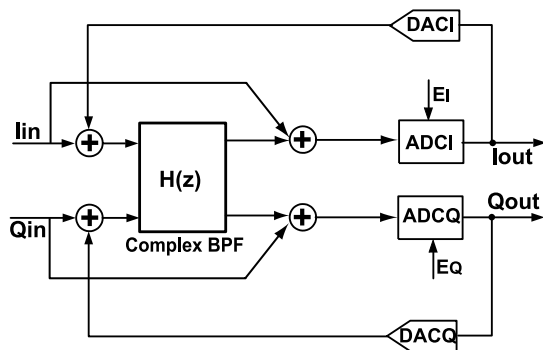 DACI
EI
Iin
ADCI
Iout
H(z)
Qout
Qin
ADCQ
Complex BPF
EQ
DACQ